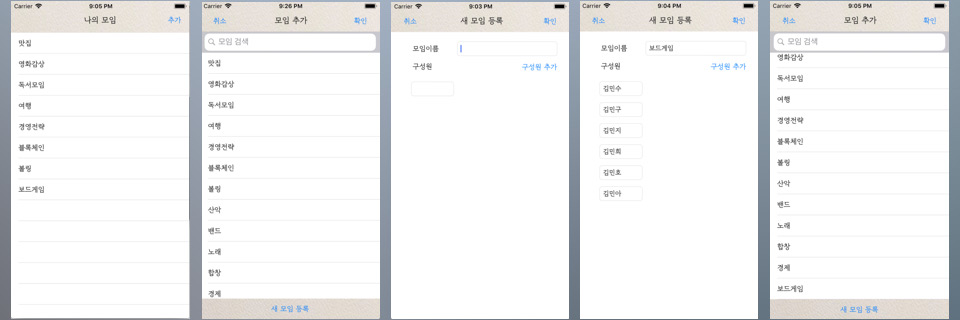 Carrier 9:05 PM
나의 모임 추가
맛집
영화감상
독서모임
여행
경영전략
블록체인
볼링
보드게임
Carrier 9:26 PM
취소 모임 추가 확인
모임 검색
맛집
영화감상
독서모임
여행
경영전략
블록체인
볼링
산악
밴드
노래
합창
경제
새 모임 등록
Carrier 9:03 PM
취소 새 모임 등록 확인
모임이름
구성원 구성원 추가
Carrier 9:04 PM
취소 새 모임 등록 확인
모임이름 보드게임
구성원 구성원 추가
김민수
김민구
김민지
김민희
김민호
김민아
Carrier 9:05 PM
취소 모임 추가 확인
모임 검색
영화감상
독서모임
여행
경영전략
블록체인
볼링
산악
밴드
노래
합창
경제
보드게임
새 모임 등록